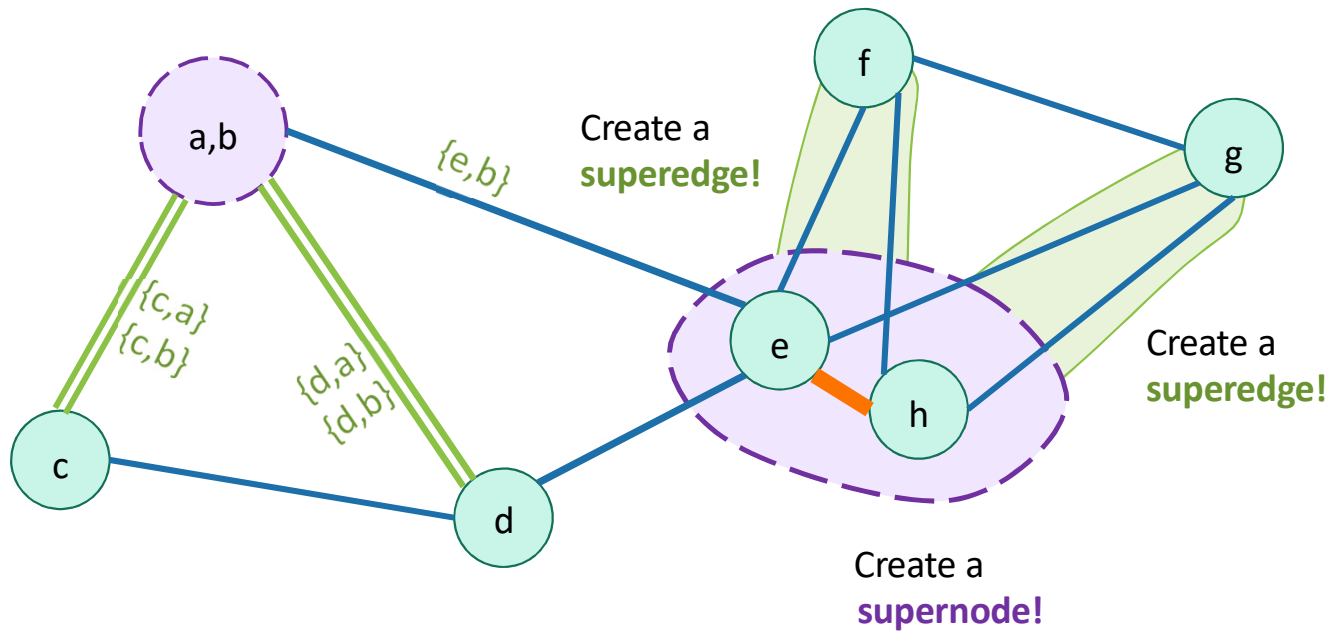 f
a,b
Create a
superedge!
{e,b}
g
{c,a}
{c,b}
{d,a}
{d,b}
e
h
Create a
superedge!
c
d
Create a
supernode!